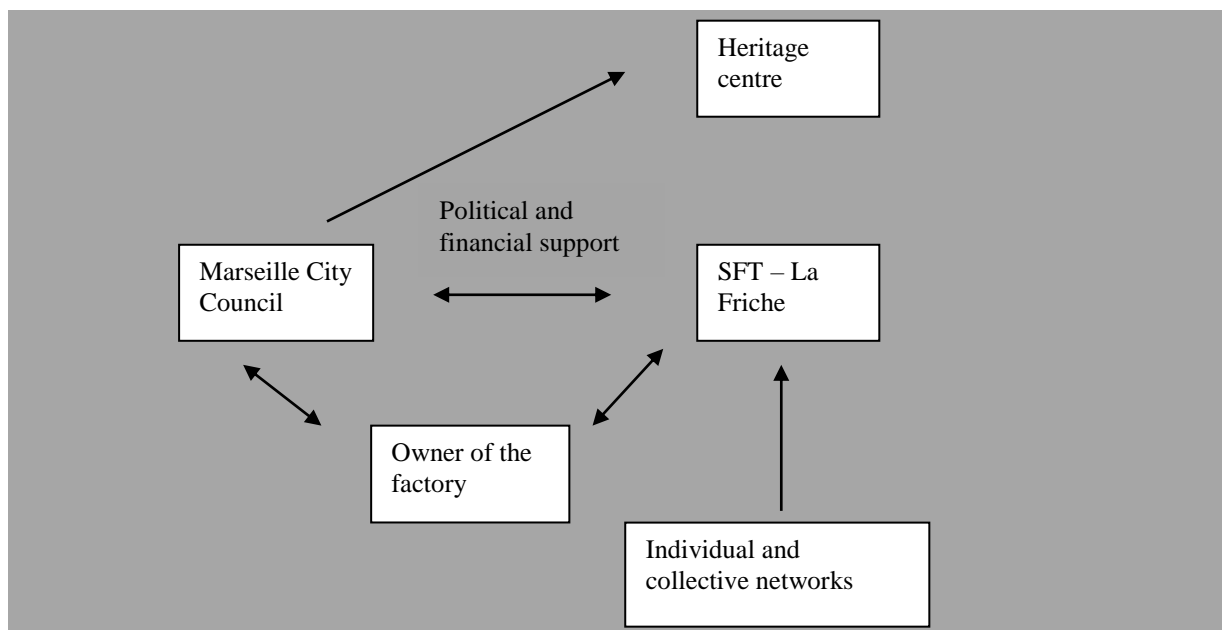 Heritage
centre
Political and
financial support
Marseille City
Council
SFT – La
Friche
Owner of the
factory
Individual and
collective networks